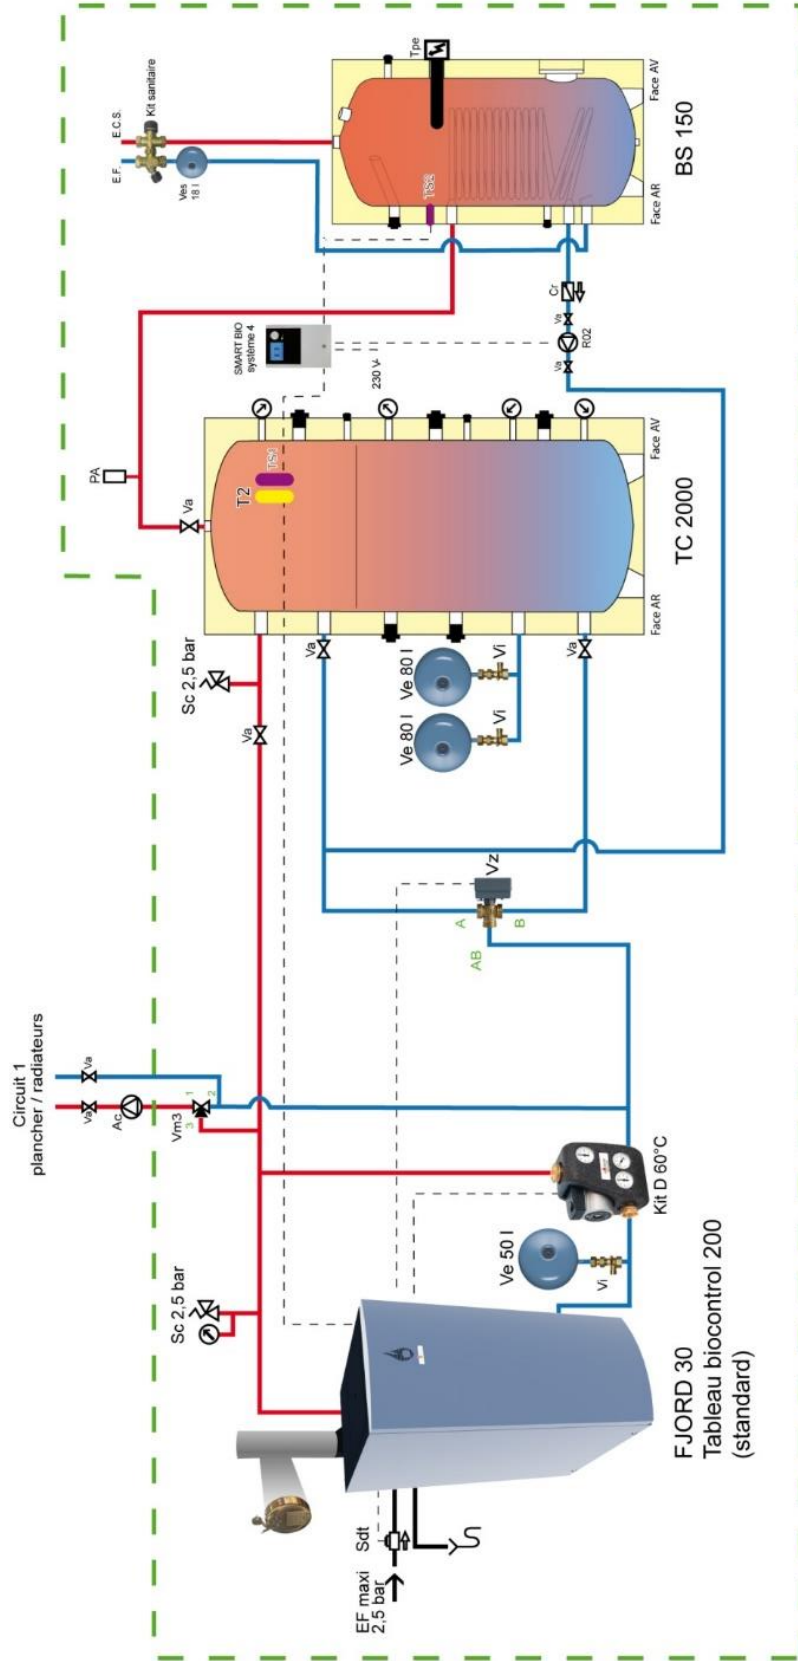 Circuit 1
plancher / radiateurs
Va
Va
Ac
Vm3
1
2
3
Sc 2,5 bar
Sdt
EF maxi
2,5 bar
FJORD 30
Tableau biocontrol 200
(standard)
Ve 50 l
Vi
Kit D 60°C
AB
A
B
Vz
Sc 2,5 bar
Va
Va
Va
Ve 80 l
Ve 80 l
Vi
Vi
PA
Va
T2
TS1
Face AR
Face AV
TC 2000
SMART BIO
système 4
230 V
Va
R02
Va
Cr
E.F.
E.C.S.
Kit sanitaire
Ves
18 l
TS2
Tpe
Face AR
Face AV
BS 150